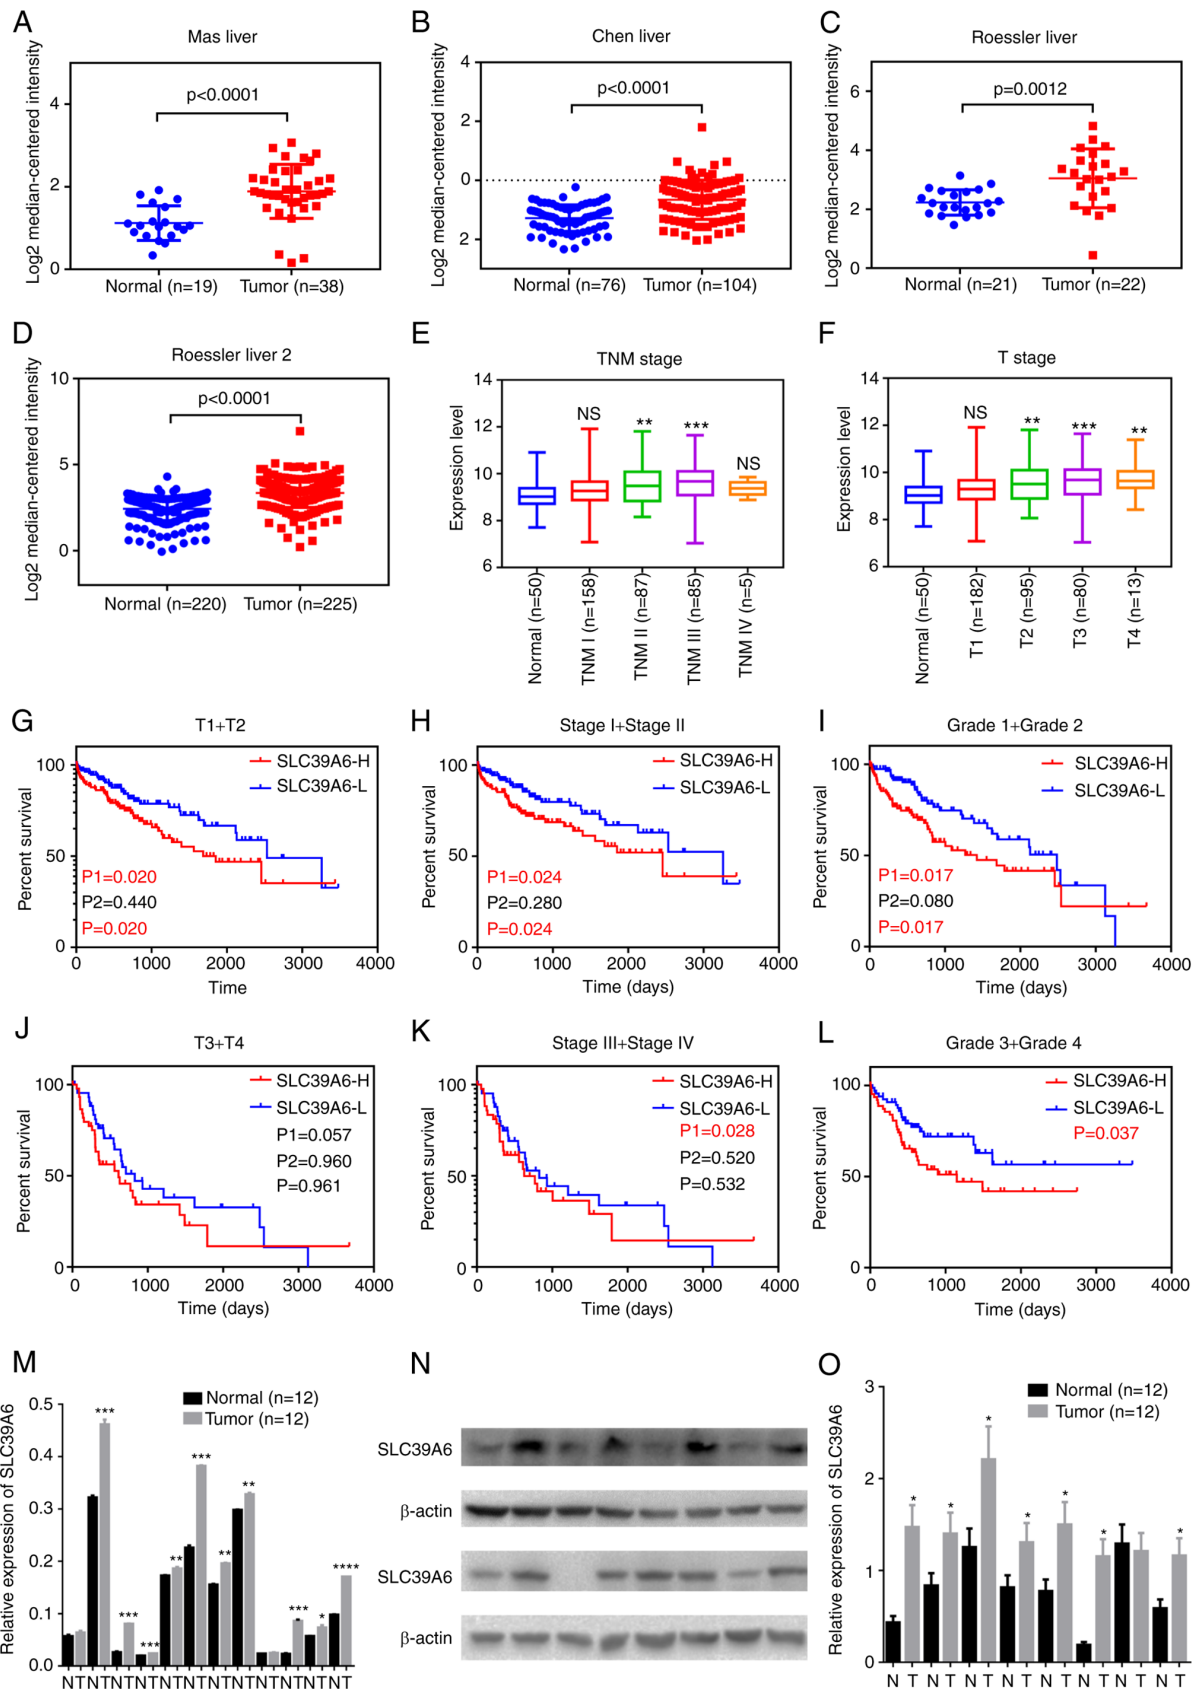 A
Mas liver
Log2 median-centered intensity
4
2
0
p<0.0001
Normal (n=19)
Tumor (n=38)
B
Chen liver
Log2 median-centered intensity
4
2
0
2
p<0.0001
Normal (n=76)
Tumor (n=104)
C
Roessler liver
Log2 median-centered intensity
6
4
2
0
p=0.0012
Normal (n=21)
Tumor (n=22)
D
Roessler liver 2
Log2 median-centered intensity
10
5
0
p<0.0001
Normal (n=220)
Tumor (n=225)
E
TNM stage
Expression level
14
12
10
8
6
NS
**
***
NS
Normal (n=50)
TNM I (n=158)
TNM II (n=87)
TNM III (n=85)
TNM IV (n=5)
F
T stage
Expression level
14
12
10
8
6
NS
**
***
**
Normal (n=50)
T1 (n=182)
T2 (n=95)
T3 (n=80)
T4 (n=13)
G
T1+T2
Percent survival
100
50
0
SLC39A6-H
SLC39A6-L
P1=0.020
P2=0.440
P=0.020
0 1000 2000 3000 4000
Time
H
Stage I+Stage II
Percent survival
100
50
0
SLC39A6-H
SLC39A6-L
P1=0.024
P2=0.280
P=0.024
0 1000 2000 3000 4000
Time (days)
I
Grade 1+Grade 2
Percent survival
100
50
0
SLC39A6-H
SLC39A6-L
P1=0.017
P2=0.080
P=0.017
0 1000 2000 3000 4000
Time (days)
J
T3+T4
Percent survival
100
50
0
SLC39A6-H
SLC39A6-L
P1=0.057
P2=0.960
P=0.961
0 1000 2000 3000 4000
Time (days)
K
Stage III+Stage IV
Percent survival
100
50
0
SLC39A6-H
SLC39A6-L
P1=0.028
P2=0.520
P=0.532
0 1000 2000 3000 4000
Time (days)
L
Grade 3+Grade 4
Percent survival
100
50
0
SLC39A6-H
SLC39A6-L
P=0.037
0 1000 2000 3000 4000
Time (days)
M
Relative expression of SLC39A6
0.5
0.4
0.3
0.2
0.1
0.0
Normal (n=12)
Tumor (n=12)
***
***
***
**
***
**
**
***
*
****
NTNTNTNTNTNTNTNTNTNTNTNT
N
SLC39A6
β-actin
SLC39A6
β-actin
O
Relative expression of SLC39A6
3
2
1
0
Normal (n=12)
Tumor (n=12)
*
*
*
*
*
*
*
N T N T N T N T N T N T N T N T